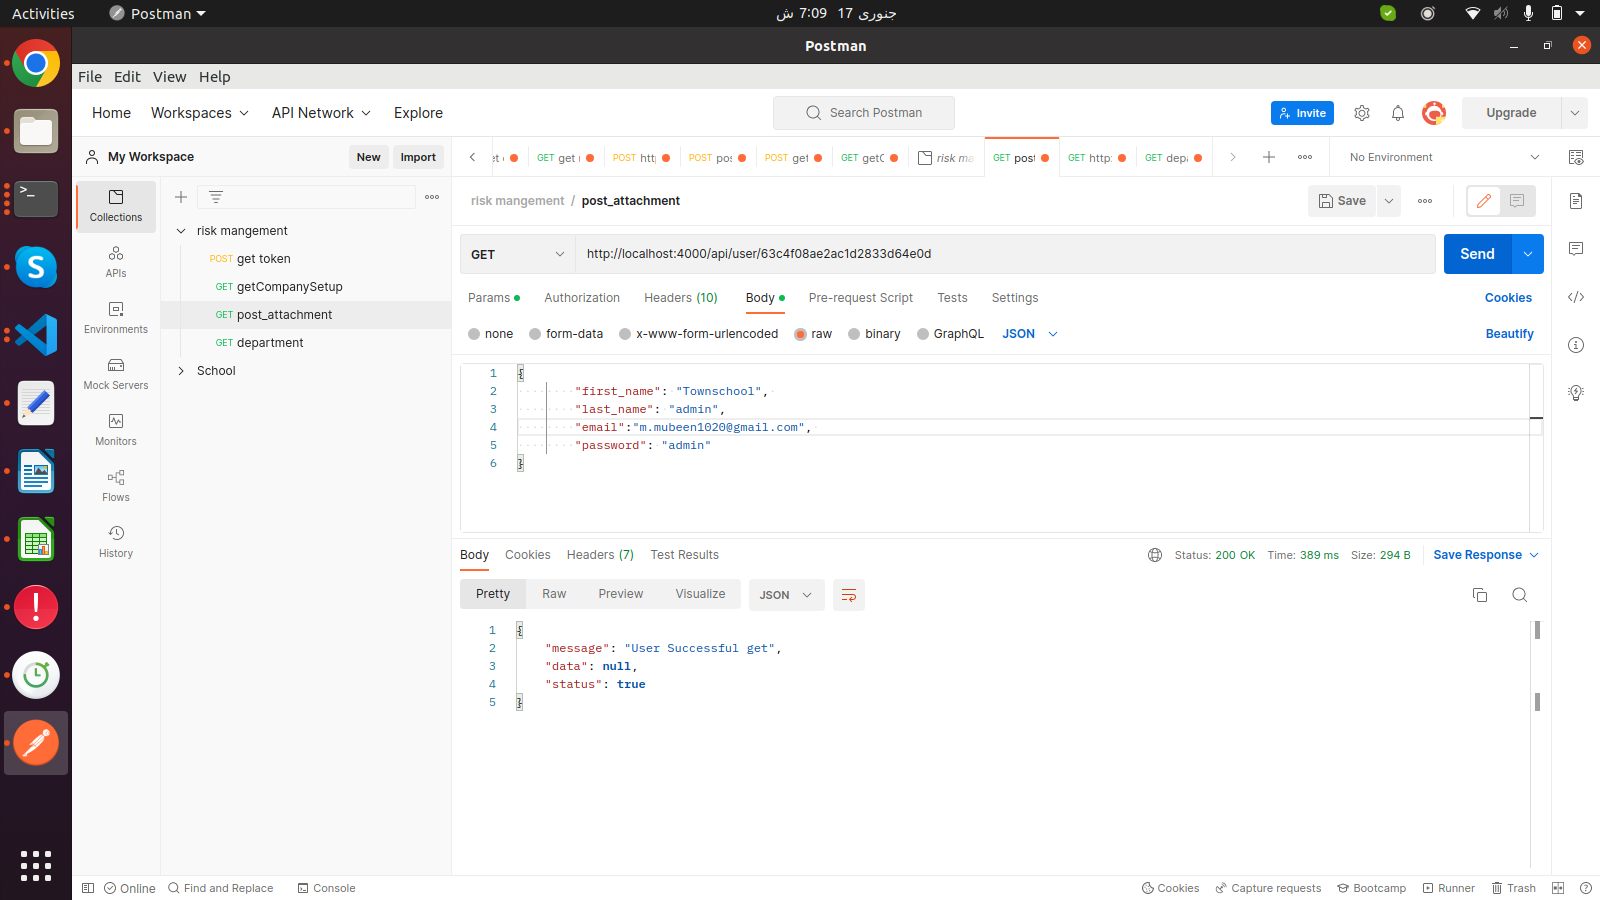 Activities
Postman
ش 7:09 17 جنوری
Postman
File Edit View Help
Home Workspaces API Network Explore
Search Postman
Invite
Upgrade
My Workspace
New Import
GET get
POST
POST
POST get
GET
GET post
GET
GET
No Environment
Collections
APIs
Environments
Mock Servers
Monitors
Flows
History
risk mangement
POST get token
GET getCompanySetup
GET post_attachment
GET department
School
risk mangement / post_attachment
Save
GET http://localhost:4000/api/user/63c4f08ae2ac1d2833d64e0d
Send
Params Authorization Headers (10) Body Pre-request Script Tests Settings
Cookies
none form-data x-www-form-urlencoded raw binary GraphQL JSON
Beautify
1 {
2 "first_name": "Townschool",
3 "last_name": "admin",
4 "email":"m.mubeen1020@gmail.com",
5 "password": "admin"
6 }
Body Cookies Headers (7) Test Results
Status: 200 OK Time: 389 ms Size: 294 B
Save Response
Pretty Raw Preview Visualize JSON
1 {
2 "message": "User Successful get",
3 "data": null,
4 "status": true
5 }
Online Find and Replace Console
Cookies Capture requests Bootcamp Runner Trash